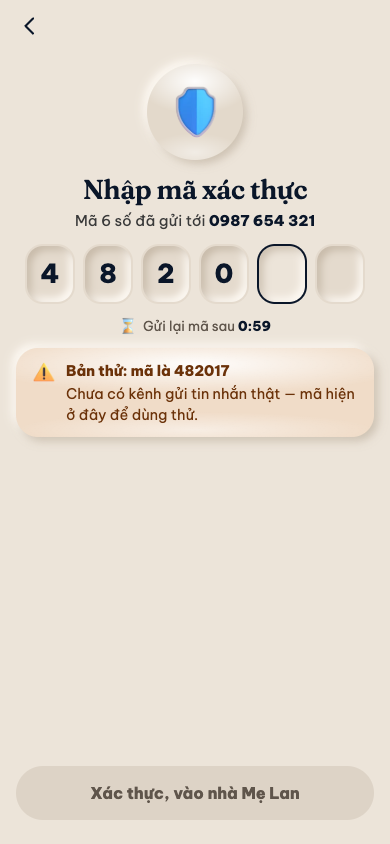 Nhập mã xác thực
Mã 6 số đã gửi tới 0987 654 321
4 8 2 0
⏳ Gửi lại mã sau 0:59
⚠️ Bản thử: mã là 482017
Chưa có kênh gửi tin nhắn thật — mã hiện
ở đây để dùng thử.
Xác thực, vào nhà Mẹ Lan